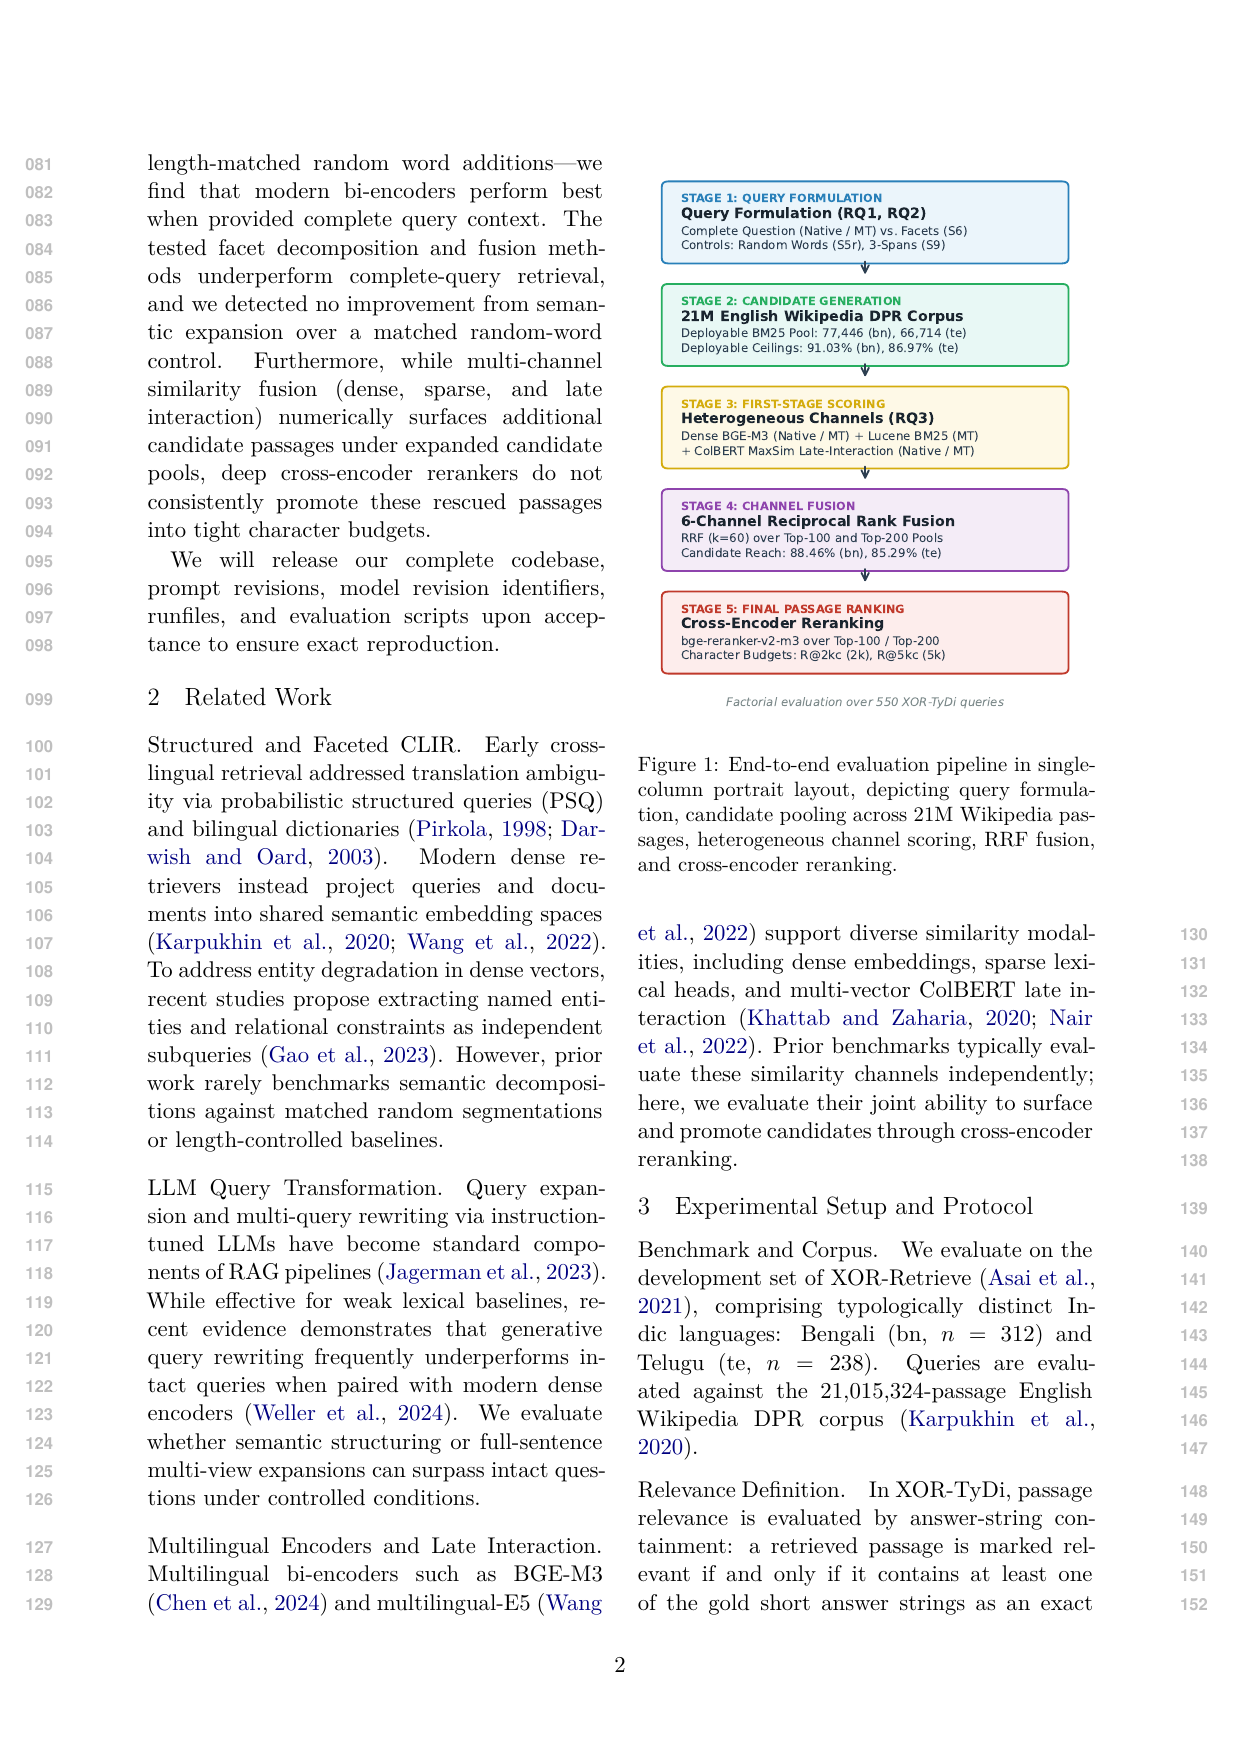 081 length-matched random word additions—we
082 find that modern bi-encoders perform best
083 when provided complete query context. The
084 tested facet decomposition and fusion meth-
085 ods underperform complete-query retrieval,
086 and we detected no improvement from seman-
087 tic expansion over a matched random-word
088 control. Furthermore, while multi-channel
089 similarity fusion (dense, sparse, and late
090 interaction) numerically surfaces additional
091 candidate passages under expanded candidate
092 pools, deep cross-encoder rerankers do not
093 consistently promote these rescued passages
094 into tight character budgets.
095 We will release our complete codebase,
096 prompt revisions, model revision identifiers,
097 runfiles, and evaluation scripts upon accep-
098 tance to ensure exact reproduction.
099 2 Related Work
100 Structured and Faceted CLIR. Early cross-
101 lingual retrieval addressed translation ambigu-
102 ity via probabilistic structured queries (PSQ)
103 and bilingual dictionaries (Pirkola, 1998; Dar-
104 wish and Oard, 2003). Modern dense re-
105 trievers instead project queries and docu-
106 ments into shared semantic embedding spaces
107 (Karpukhin et al., 2020; Wang et al., 2022).
108 To address entity degradation in dense vectors,
109 recent studies propose extracting named enti-
110 ties and relational constraints as independent
111 subqueries (Gao et al., 2023). However, prior
112 work rarely benchmarks semantic decomposi-
113 tions against matched random segmentations
114 or length-controlled baselines.
115 LLM Query Transformation. Query expan-
116 sion and multi-query rewriting via instruction-
117 tuned LLMs have become standard compo-
118 nents of RAG pipelines (Jagerman et al., 2023).
119 While effective for weak lexical baselines, re-
120 cent evidence demonstrates that generative
121 query rewriting frequently underperforms in-
122 tact queries when paired with modern dense
123 encoders (Weller et al., 2024). We evaluate
124 whether semantic structuring or full-sentence
125 multi-view expansions can surpass intact ques-
126 tions under controlled conditions.
127 Multilingual Encoders and Late Interaction.
128 Multilingual bi-encoders such as BGE-M3
129 (Chen et al., 2024) and multilingual-E5 (Wang
STAGE 1: QUERY FORMULATION
Query Formulation (RQ1, RQ2)
Complete Question (Native / MT) vs. Facets (S6)
Controls: Random Words (S5r), 3-Spans (S9)
STAGE 2: CANDIDATE GENERATION
21M English Wikipedia DPR Corpus
Deployable BM25 Pool: 77,446 (bn), 66,714 (te)
Deployable Ceilings: 91.03% (bn), 86.97% (te)
STAGE 3: FIRST-STAGE SCORING
Heterogeneous Channels (RQ3)
Dense BGE-M3 (Native / MT) + Lucene BM25 (MT)
+ ColBERT MaxSim Late-Interaction (Native / MT)
STAGE 4: CHANNEL FUSION
6-Channel Reciprocal Rank Fusion
RRF (k=60) over Top-100 and Top-200 Pools
Candidate Reach: 88.46% (bn), 85.29% (te)
STAGE 5: FINAL PASSAGE RANKING
Cross-Encoder Reranking
bge-reranker-v2-m3 over Top-100 / Top-200
Character Budgets: R@2kc (2k), R@5kc (5k)
Factorial evaluation over 550 XOR-TyDi queries
Figure 1: End-to-end evaluation pipeline in single-
column portrait layout, depicting query formula-
tion, candidate pooling across 21M Wikipedia pas-
sages, heterogeneous channel scoring, RRF fusion,
and cross-encoder reranking.
et al., 2022) support diverse similarity modal- 130
ities, including dense embeddings, sparse lexi- 131
cal heads, and multi-vector ColBERT late in- 132
teraction (Khattab and Zaharia, 2020; Nair 133
et al., 2022). Prior benchmarks typically eval- 134
uate these similarity channels independently; 135
here, we evaluate their joint ability to surface 136
and promote candidates through cross-encoder 137
reranking. 138
3 Experimental Setup and Protocol 139
Benchmark and Corpus. We evaluate on the 140
development set of XOR-Retrieve (Asai et al., 141
2021), comprising typologically distinct In- 142
dic languages: Bengali (bn, n = 312) and 143
Telugu (te, n = 238). Queries are evalu- 144
ated against the 21,015,324-passage English 145
Wikipedia DPR corpus (Karpukhin et al., 146
2020). 147
Relevance Definition. In XOR-TyDi, passage 148
relevance is evaluated by answer-string con- 149
tainment: a retrieved passage is marked rel- 150
evant if and only if it contains at least one 151
of the gold short answer strings as an exact 152
2